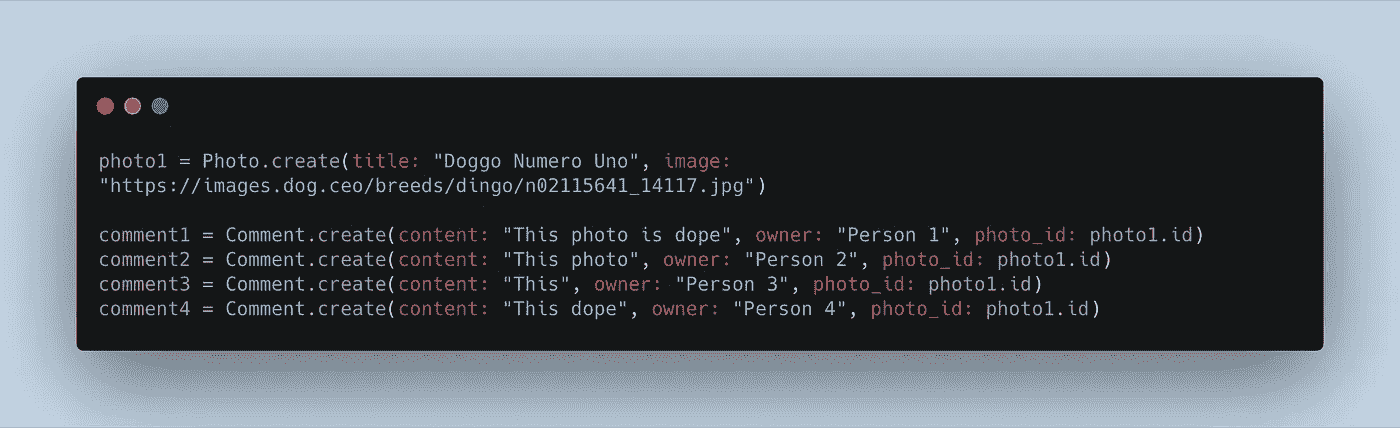 photo1 = Photo.create(title: "Doggo Numero Uno", image:
"https://images.dog.ceo/breeds/dingo/n02115641_14117.jpg")
comment1 = Comment.create(content: "This photo is dope", owner: "Person 1", photo_id: photo1.id)
comment2 = Comment.create(content: "This photo", owner: "Person 2", photo_id: photo1.id)
comment3 = Comment.create(content: "This", owner: "Person 3", photo_id: photo1.id)
comment4 = Comment.create(content: "This dope", owner: "Person 4", photo_id: photo1.id)